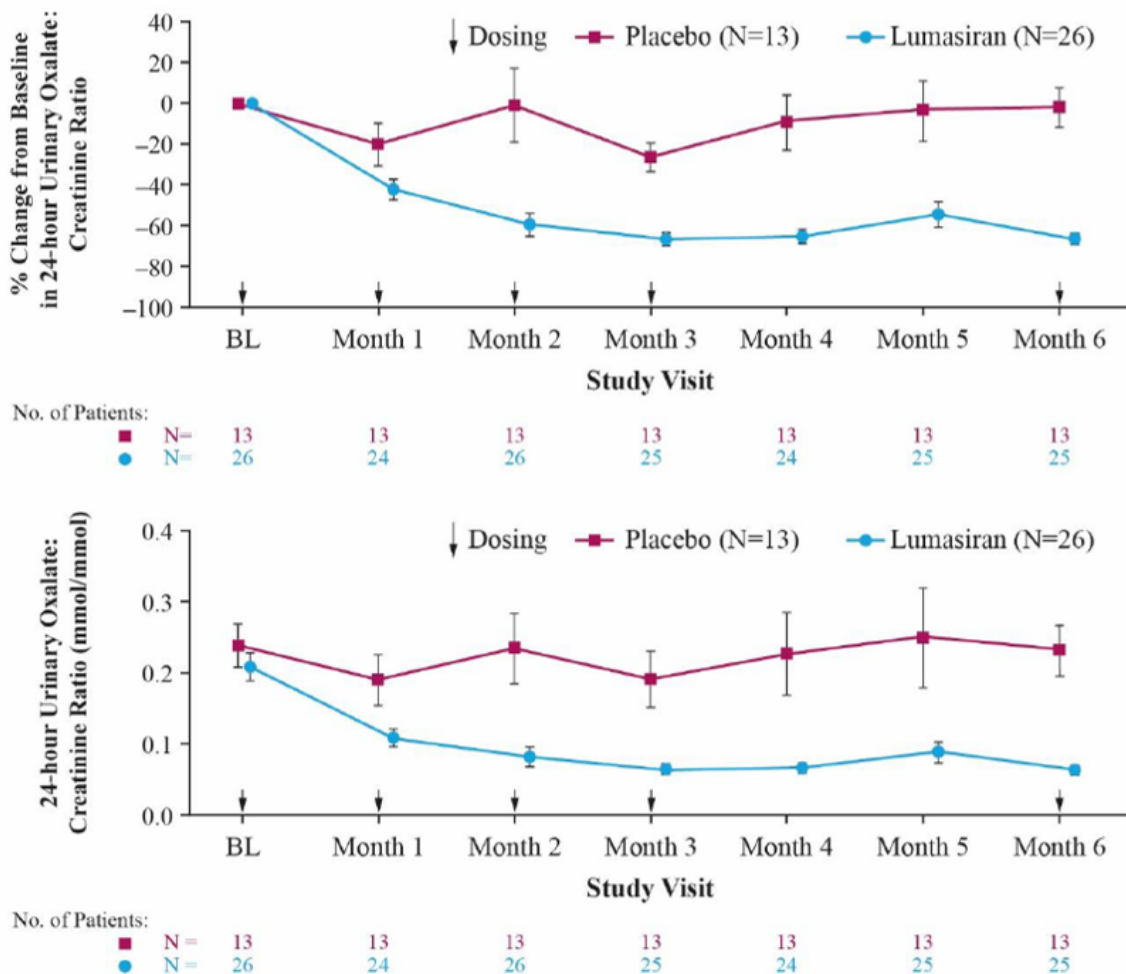 % Change from Baseline
in 24-hour Urinary Oxalate:
Creatinine Ratio
40
20
0
−20
−40
−60
−80
−100
Dosing Placebo (N=13) Lumasiran (N=26)
BL Month 1 Month 2 Month 3 Month 4 Month 5 Month 6
Study Visit
No. of Patients:
N= 13 13 13 13 13 13 13
N= 26 24 26 25 24 25 25
24-hour Urinary Oxalate:
Creatinine Ratio (mmol/mmol)
0.4
0.3
0.2
0.1
0.0
Dosing Placebo (N=13) Lumasiran (N=26)
BL Month 1 Month 2 Month 3 Month 4 Month 5 Month 6
Study Visit
No. of Patients:
N = 13 13 13 13 13 13 13
N = 26 24 26 25 24 25 25